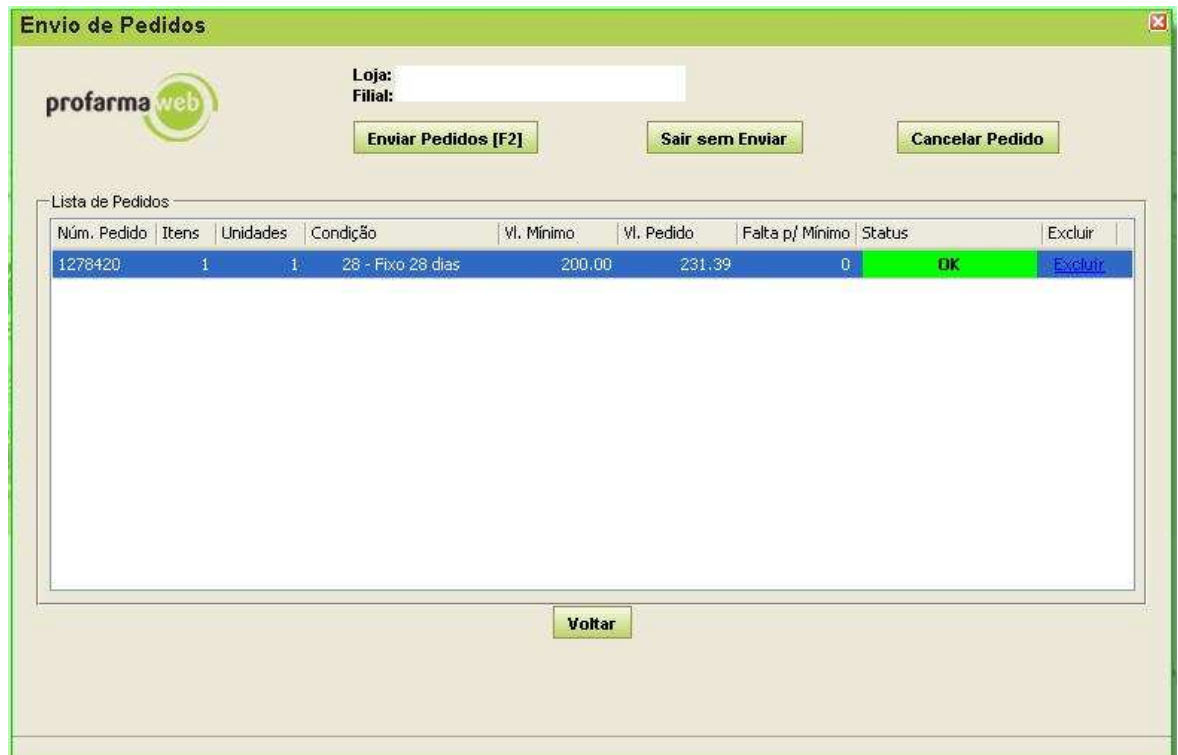 Envio de Pedidos
profarma web
Loja:
Filial:
Enviar Pedidos [F2] Sair sem Enviar Cancelar Pedido
Lista de Pedidos
Núm. Pedido Itens Unidades Condição Vl. Mínimo Vl. Pedido Falta p/ Mínimo Status Excluir
1278420 1 1 28 - Fixo 28 dias 200.00 231.39 0 OK Excluir
Voltar